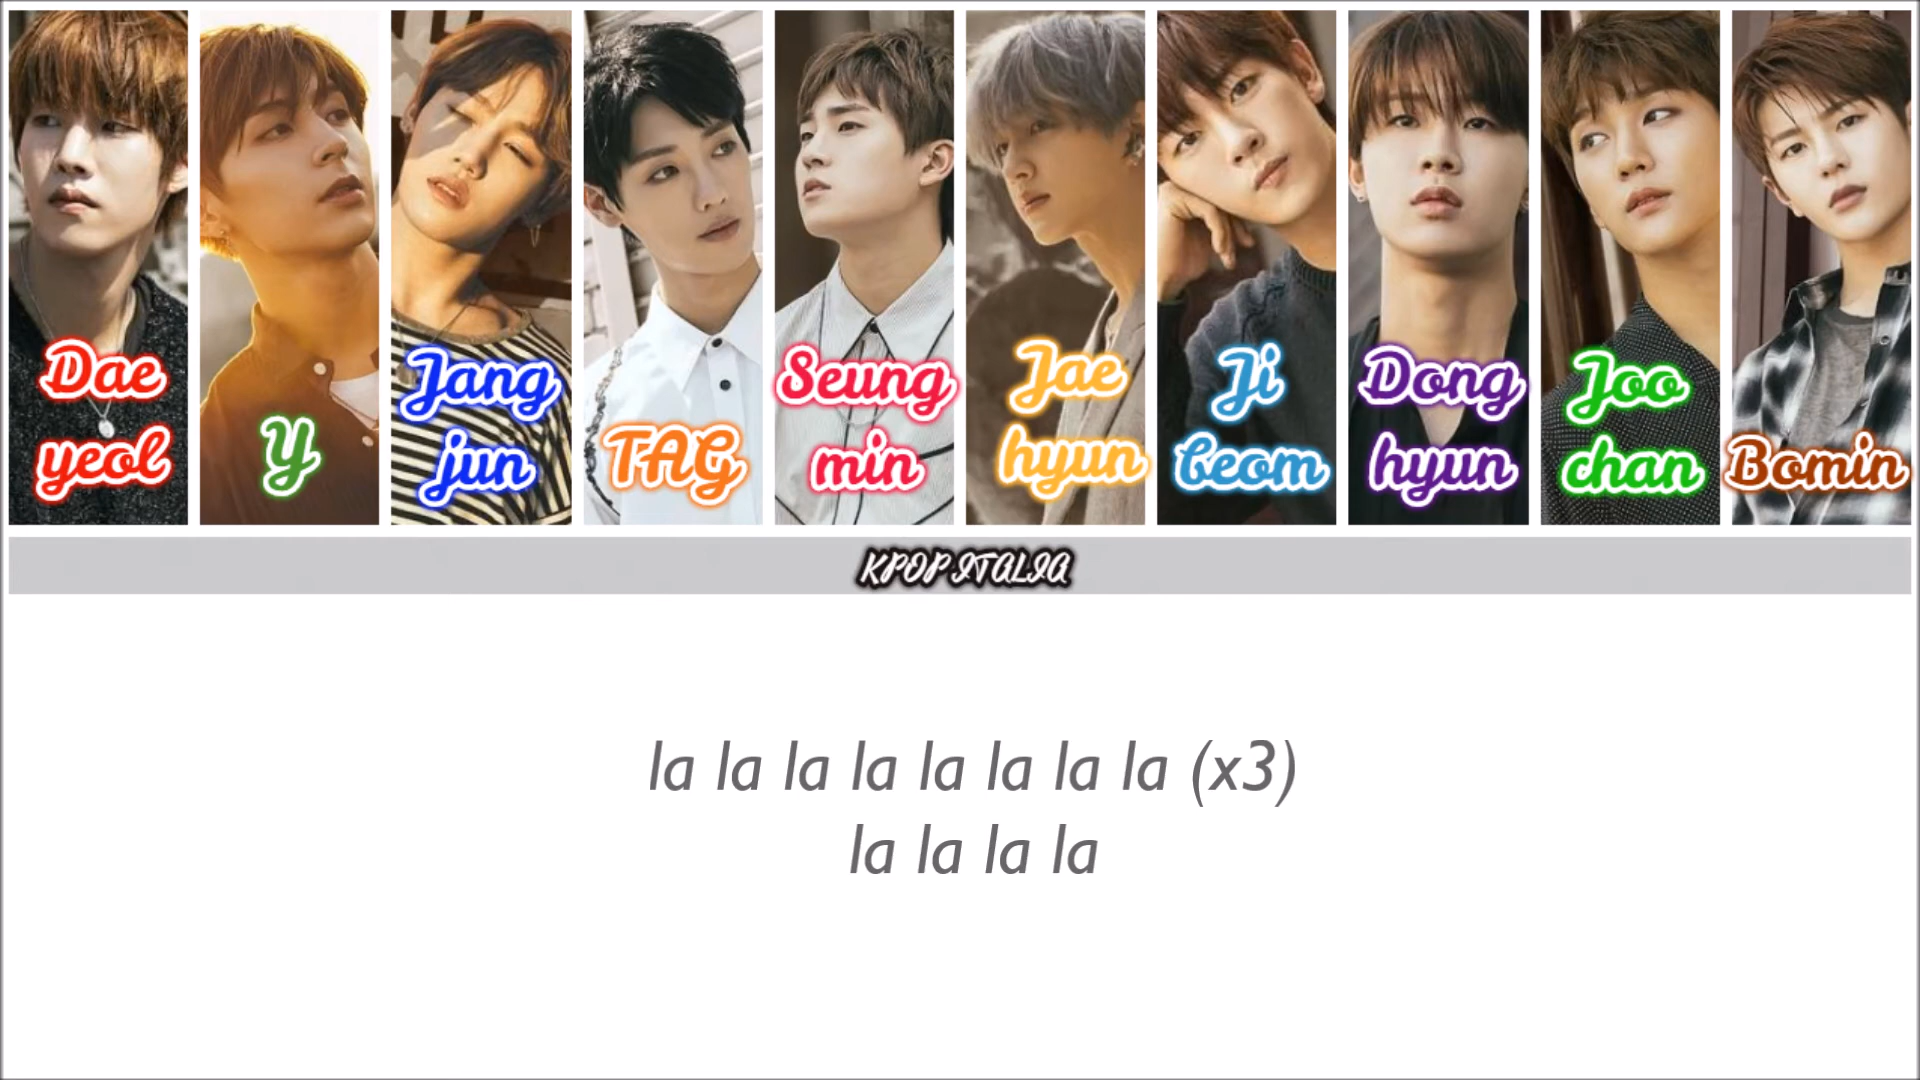 Dae
yeol
Y
Jang
jun
TAG
Seung
min
Jae
hyun
Ji
beom
Dong
hyun
Joo
chan
Bomin
KPOP ITALIA
la la la la la la la la (x3)
la la la la